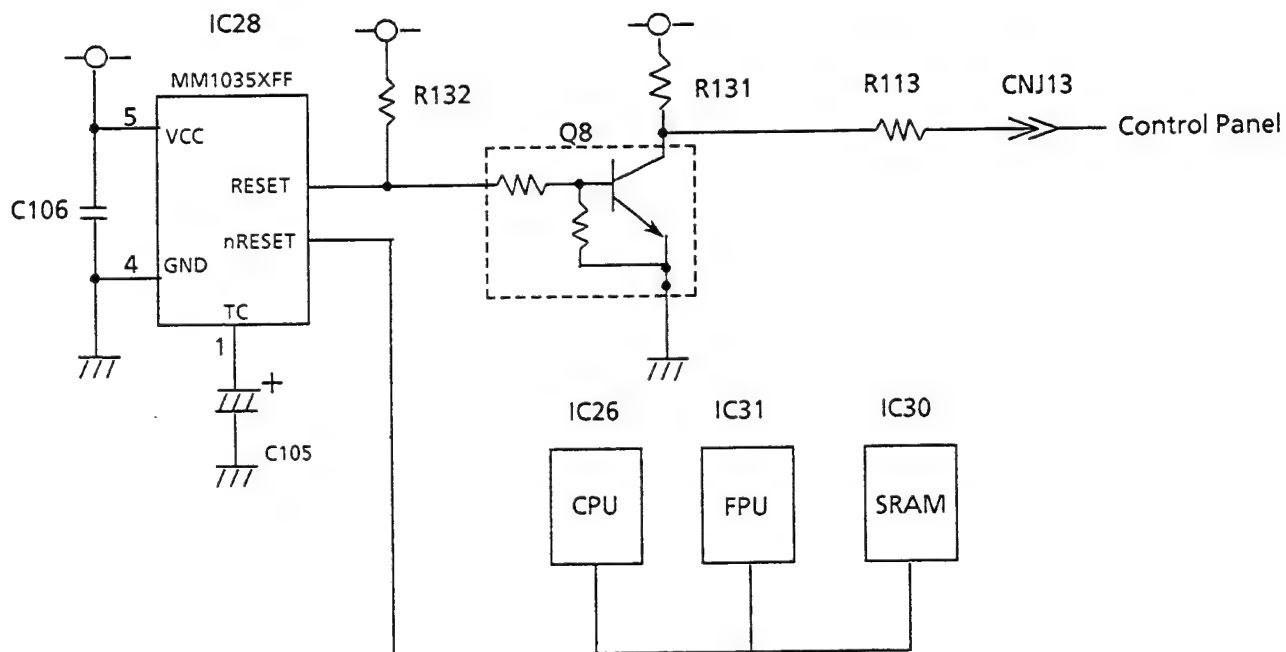 IC28
MM1035XFF
R132
R131
R113
CNJ13
Control Panel
5
VCC
Q8
RESET
C106
nRESET
4
GND
TC
1
+
C105
IC26
IC31
IC30
CPU
FPU
SRAM